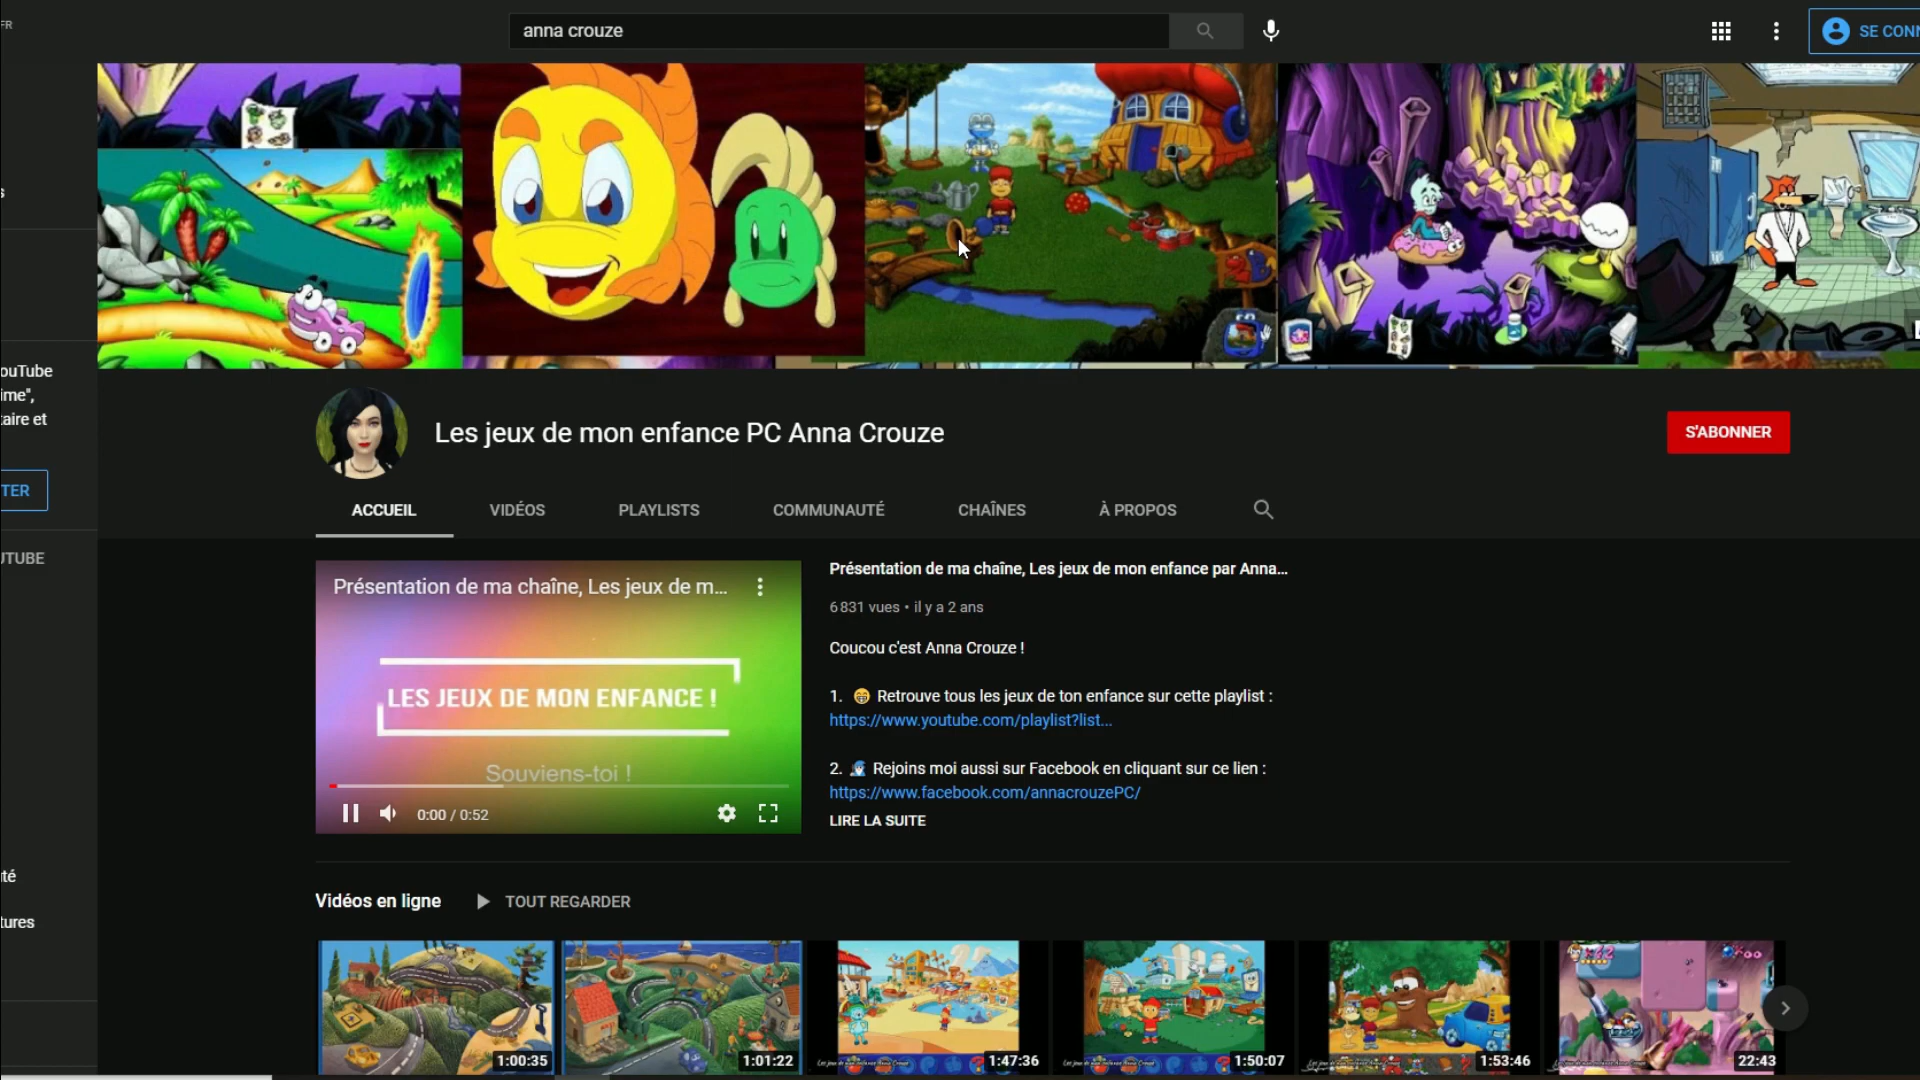 FR
anna crouze
SE CONN
s
ouTube
ime",
taire et
TER
UTUBE
té
tures
Les jeux de mon enfance PC Anna Crouze
S'ABONNER
ACCUEIL
VIDÉOS
PLAYLISTS
COMMUNAUTÉ
CHAÎNES
À PROPOS
Présentation de ma chaîne, Les jeux de m...
LES JEUX DE MON ENFANCE !
Souviens-toi !
0:00 / 0:52
Présentation de ma chaîne, Les jeux de mon enfance par Anna...
6 831 vues • il y a 2 ans
Coucou c'est Anna Crouze !
1. 😁 Retrouve tous les jeux de ton enfance sur cette playlist :
https://www.youtube.com/playlist?list...
2. 🧙 Rejoins moi aussi sur Facebook en cliquant sur ce lien :
https://www.facebook.com/annacrouzePC/
LIRE LA SUITE
Vidéos en ligne
TOUT REGARDER
1:00:35
1:01:22
1:47:36
1:50:07
1:53:46
22:43